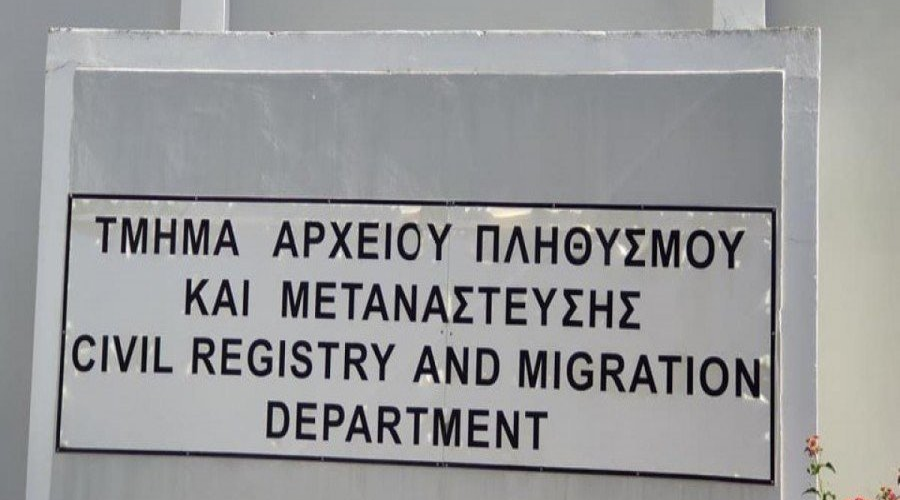 ΤΜΗΜΑ ΑΡΧΕΙΟΥ ΠΛΗΘΥΣΜΟΥ
ΚΑΙ ΜΕΤΑΝΑΣΤΕΥΣΗΣ
CIVIL REGISTRY AND MIGRATION
DEPARTMENT